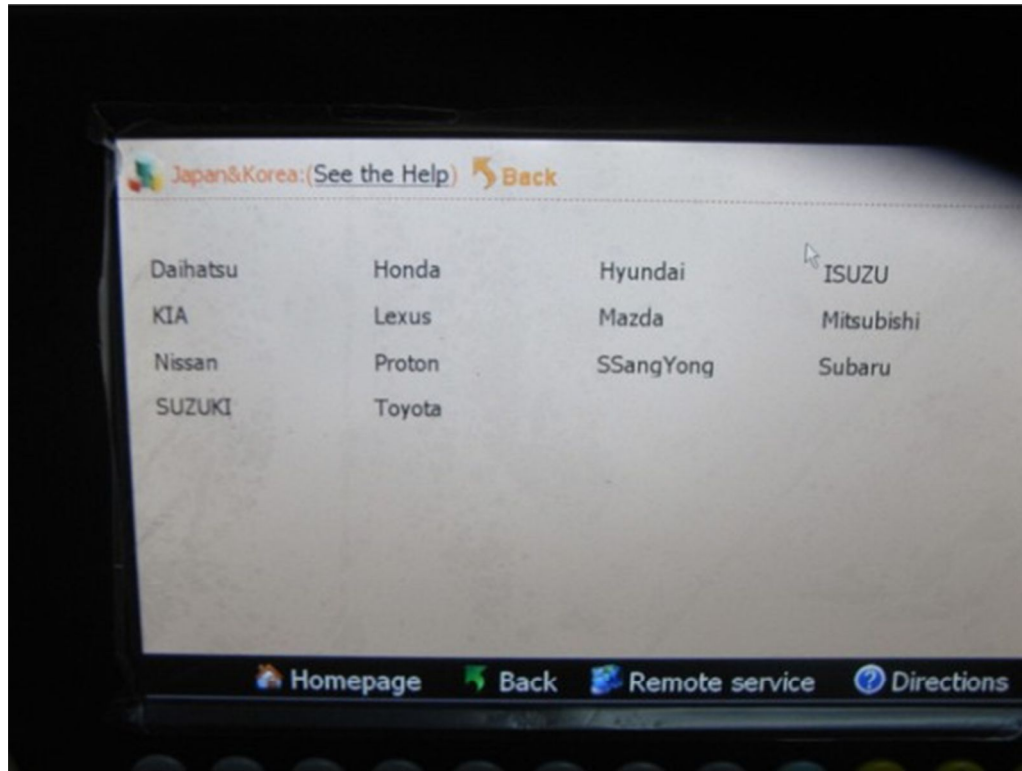 Japan&Korea:(See the Help) Back
Daihatsu Honda Hyundai ISUZU
KIA Lexus Mazda Mitsubishi
Nissan Proton SSangYong Subaru
SUZUKI Toyota
Homepage Back Remote service Directions